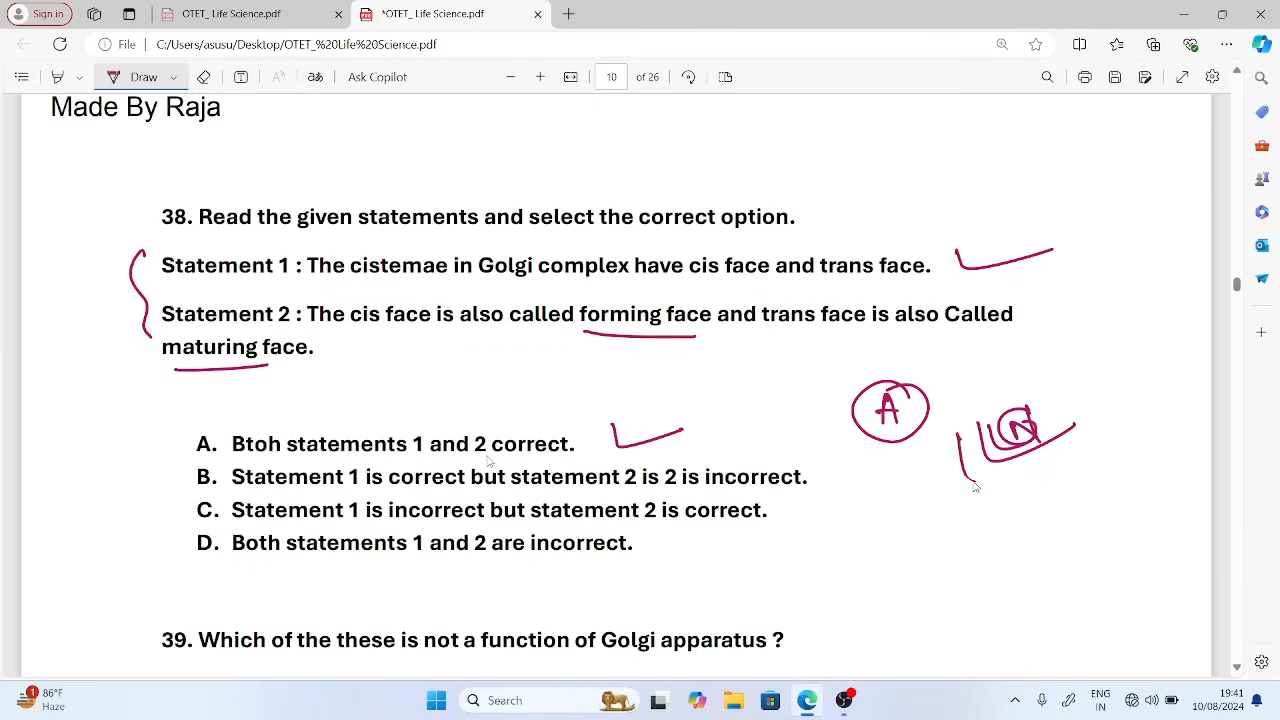 Sign in
OTET_ Life Science.pdf
*OTET_ Life Science.pdf
File
C:/Users/asusu/Desktop/OTET_%20Life%20Science.pdf
Draw
Ask Copilot
10
of 26
Made By Raja
38. Read the given statements and select the correct option.
Statement 1 : The cisternae in Golgi complex have cis face and trans face.
Statement 2 : The cis face is also called forming face and trans face is also Called
maturing face.
A
N
A. Btoh statements 1 and 2 correct.
B. Statement 1 is correct but statement 2 is 2 is incorrect.
C. Statement 1 is incorrect but statement 2 is correct.
D. Both statements 1 and 2 are incorrect.
39. Which of the these is not a function of Golgi apparatus ?
1
86°F
Haze
Search
ENG
IN
19:41
10/08/2024